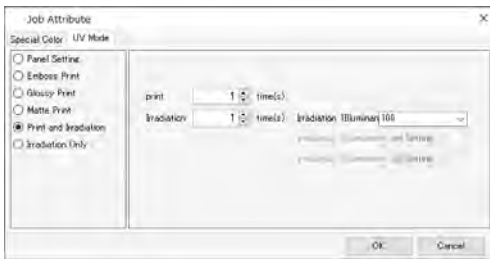 Job Attribute
Special Color UV Mode
Panel Setting
Emboss Print
Glossy Print
Matte Print
Print and Irradiation
Irradiation Only
print 1 time(s)
Irradiation 1 time(s) Irradiation Illuminan 100
OK Cancel